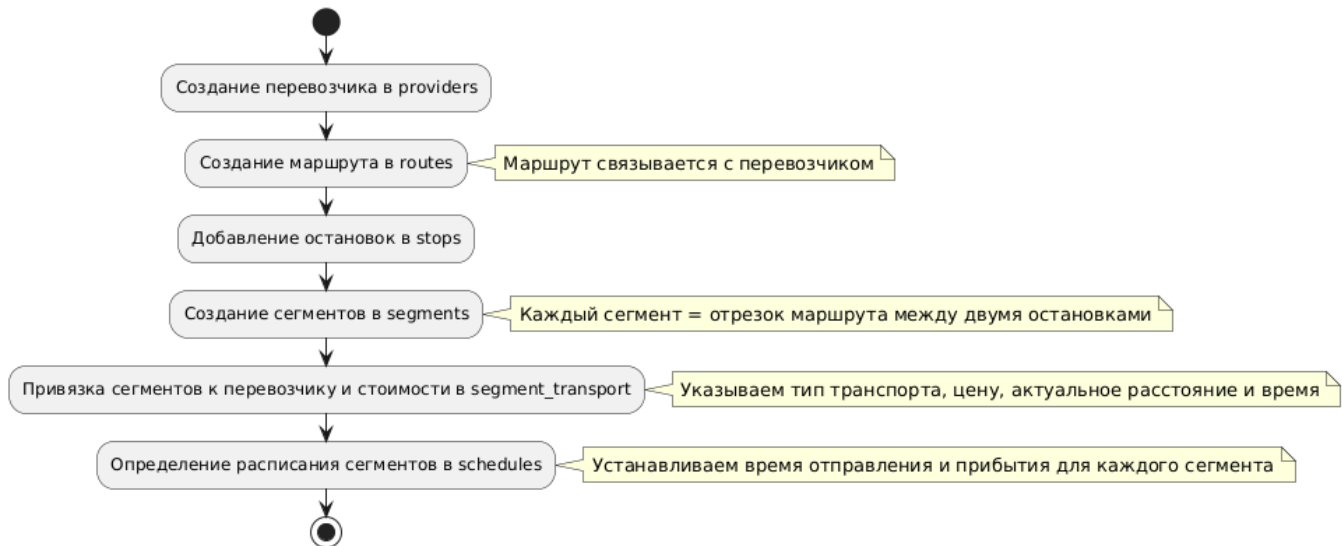 Создание перевозчика в providers
Создание маршрута в routes
Маршрут связывается с перевозчиком
Добавление остановок в stops
Создание сегментов в segments
Каждый сегмент = отрезок маршрута между двумя остановками
Привязка сегментов к перевозчику и стоимости в segment_transport
Указываем тип транспорта, цену, актуальное расстояние и время
Определение расписания сегментов в schedules
Устанавливаем время отправления и прибытия для каждого сегмента